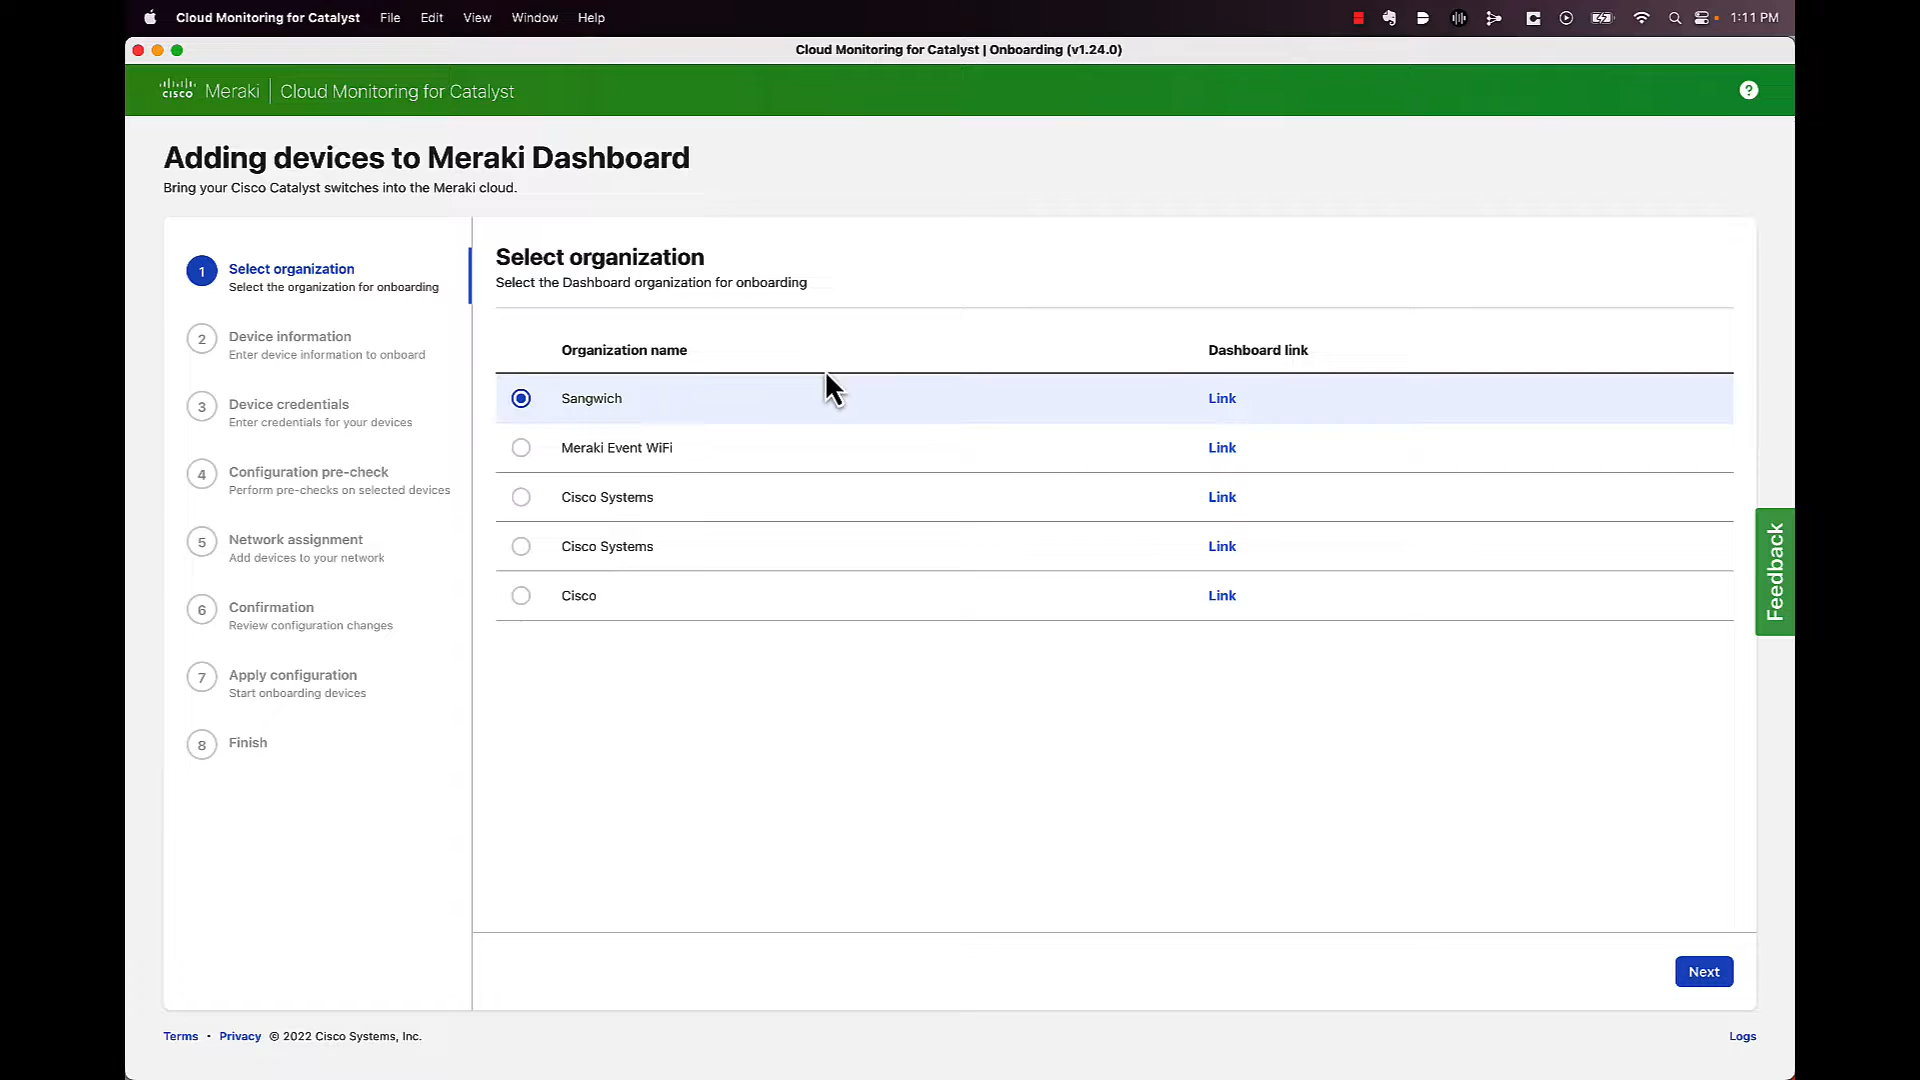 Cloud Monitoring for Catalyst File Edit View Window Help 1:11 PM
Cloud Monitoring for Catalyst | Onboarding (v1.24.0)
cisco Meraki | Cloud Monitoring for Catalyst ?
Adding devices to Meraki Dashboard
Bring your Cisco Catalyst switches into the Meraki cloud.
1 Select organization
Select the organization for onboarding
2 Device information
Enter device information to onboard
3 Device credentials
Enter credentials for your devices
4 Configuration pre-check
Perform pre-checks on selected devices
5 Network assignment
Add devices to your network
6 Confirmation
Review configuration changes
7 Apply configuration
Start onboarding devices
8 Finish
Select organization
Select the Dashboard organization for onboarding
Organization name Dashboard link
Sangwich Link
Meraki Event WiFi Link
Cisco Systems Link
Cisco Systems Link
Cisco Link
Feedback
Next
Terms • Privacy © 2022 Cisco Systems, Inc. Logs